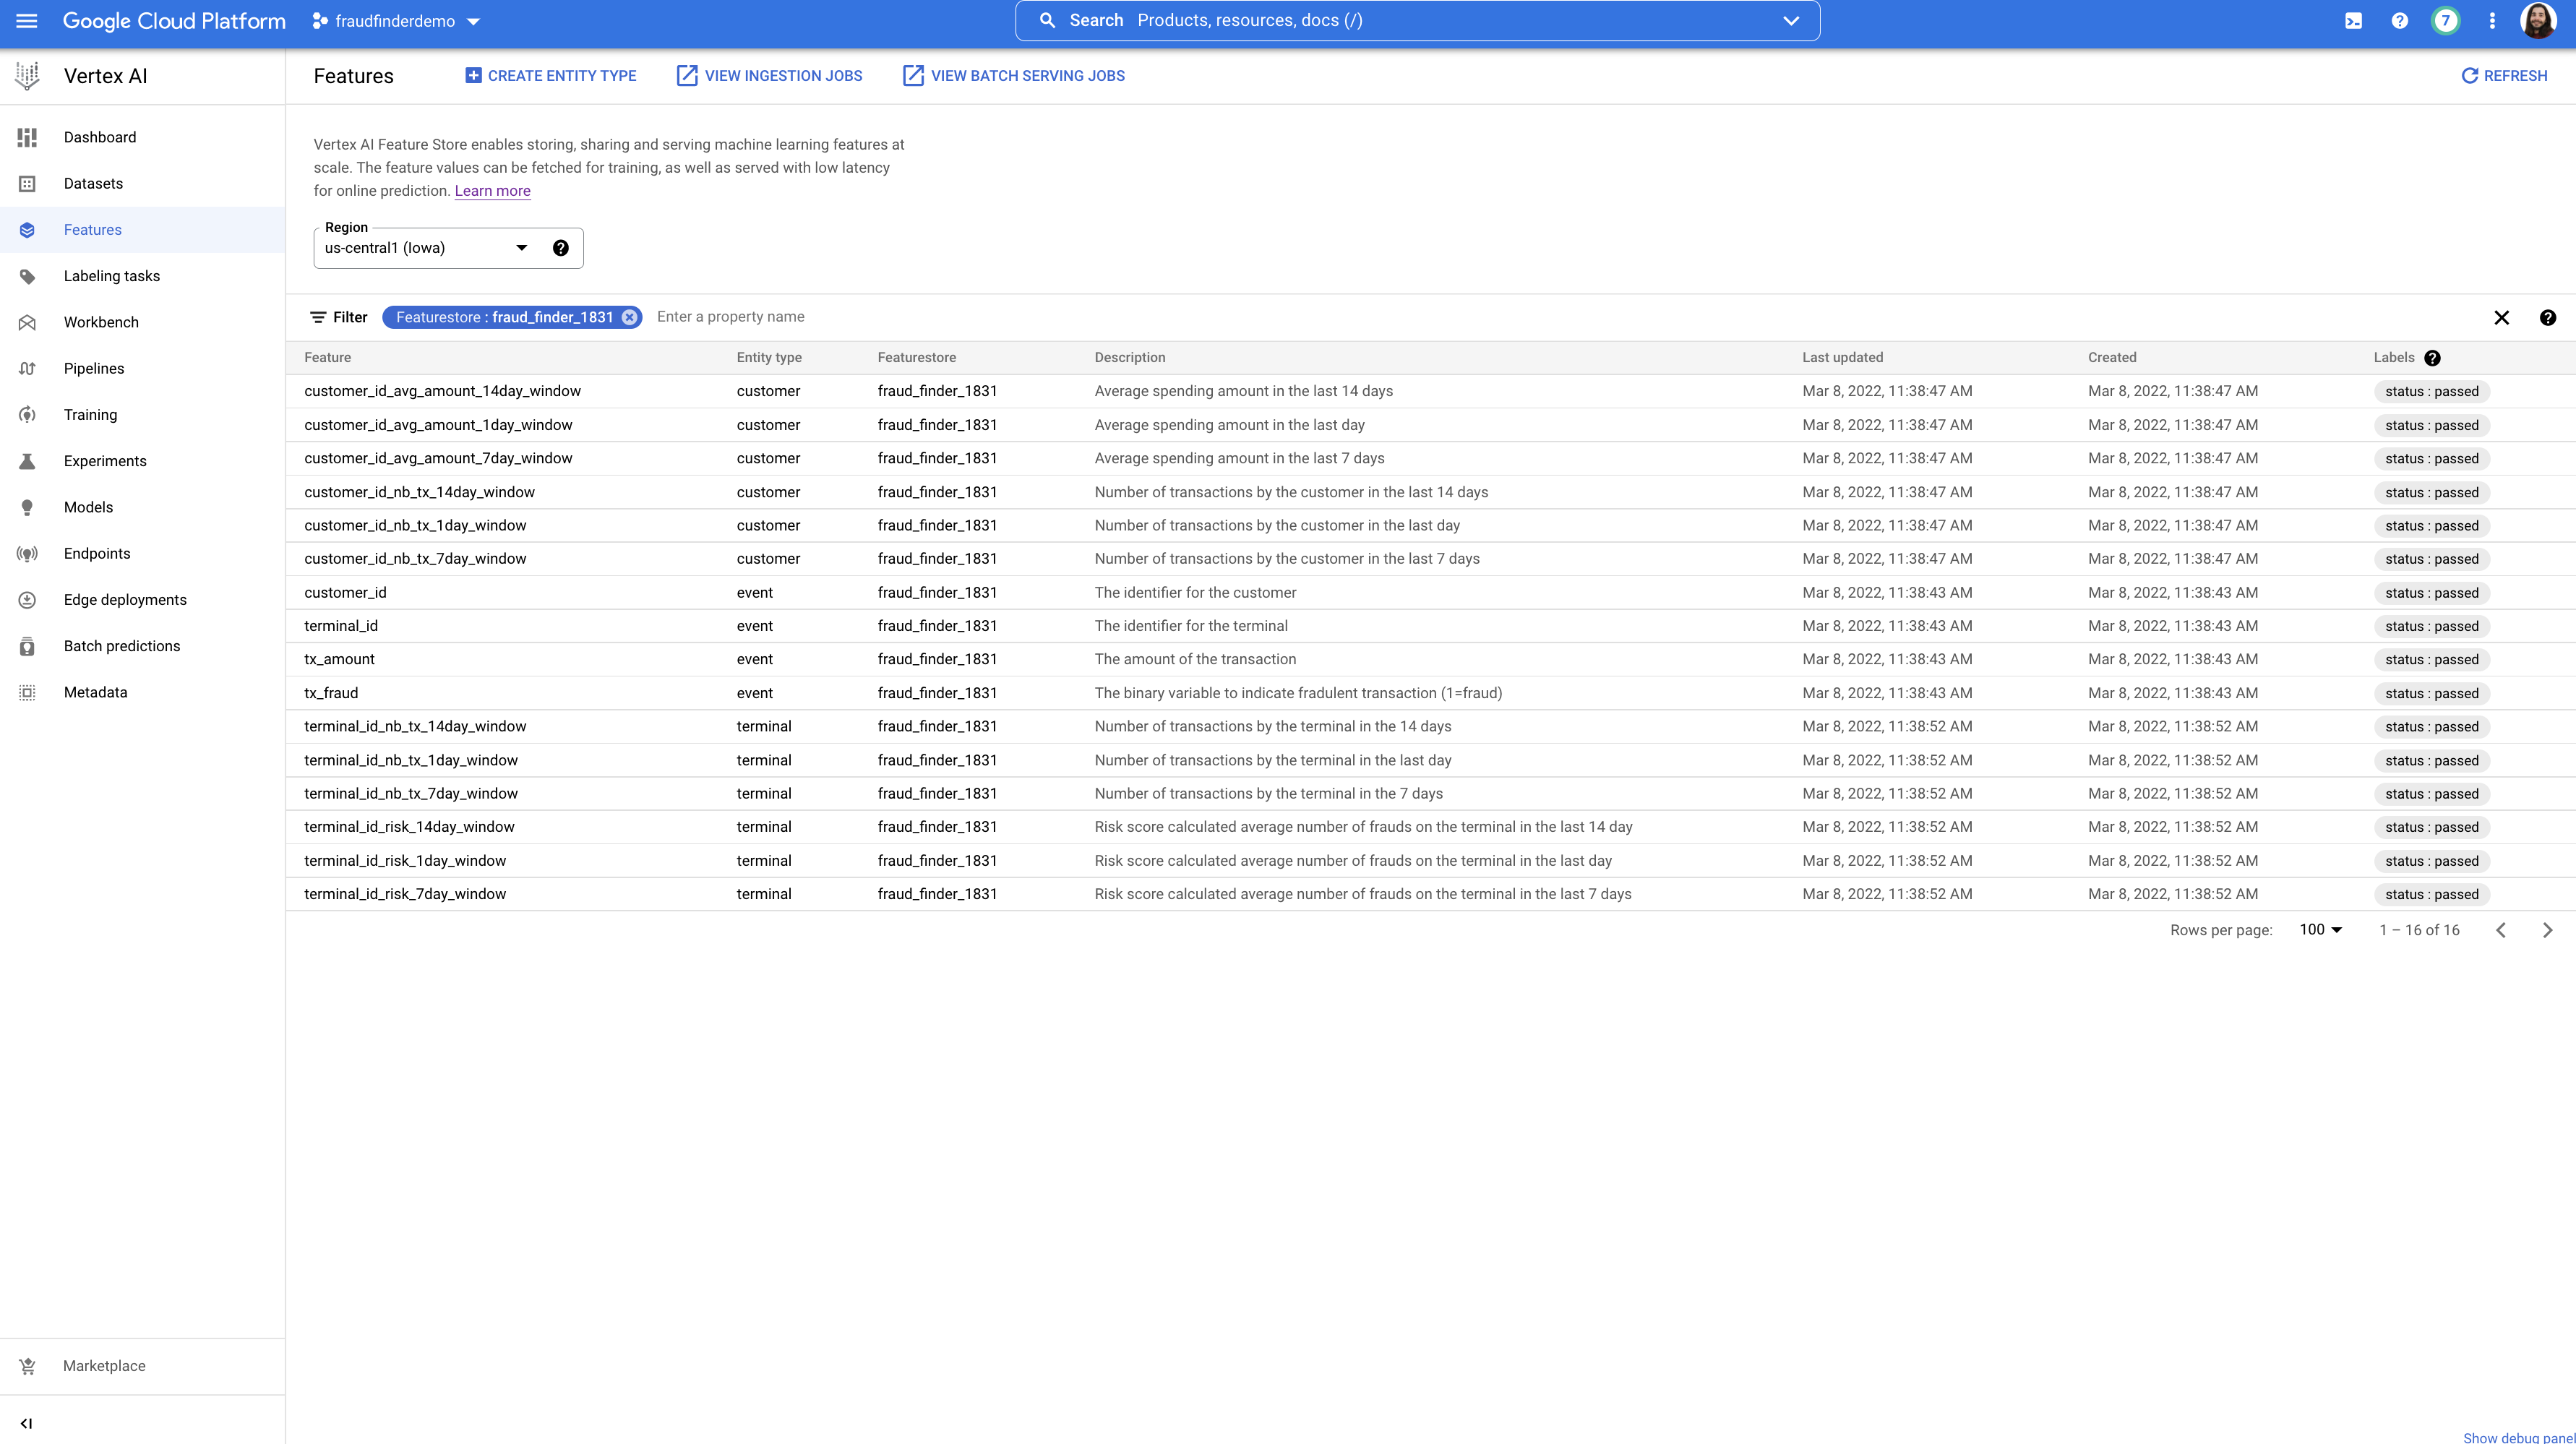 Google Cloud Platform
fraudfinderdemo
Search Products, resources, docs (/)
7
Vertex AI
Features
CREATE ENTITY TYPE
VIEW INGESTION JOBS
VIEW BATCH SERVING JOBS
REFRESH
Dashboard
Datasets
Features
Labeling tasks
Workbench
Pipelines
Training
Experiments
Models
Endpoints
Edge deployments
Batch predictions
Metadata
Marketplace
Vertex AI Feature Store enables storing, sharing and serving machine learning features at
scale. The feature values can be fetched for training, as well as served with low latency
for online prediction. Learn more
Region
us-central1 (Iowa)
Filter Featurestore : fraud_finder_1831 Enter a property name
Feature Entity type Featurestore Description Last updated Created Labels
customer_id_avg_amount_14day_window customer fraud_finder_1831 Average spending amount in the last 14 days Mar 8, 2022, 11:38:47 AM Mar 8, 2022, 11:38:47 AM status : passed
customer_id_avg_amount_1day_window customer fraud_finder_1831 Average spending amount in the last day Mar 8, 2022, 11:38:47 AM Mar 8, 2022, 11:38:47 AM status : passed
customer_id_avg_amount_7day_window customer fraud_finder_1831 Average spending amount in the last 7 days Mar 8, 2022, 11:38:47 AM Mar 8, 2022, 11:38:47 AM status : passed
customer_id_nb_tx_14day_window customer fraud_finder_1831 Number of transactions by the customer in the last 14 days Mar 8, 2022, 11:38:47 AM Mar 8, 2022, 11:38:47 AM status : passed
customer_id_nb_tx_1day_window customer fraud_finder_1831 Number of transactions by the customer in the last day Mar 8, 2022, 11:38:47 AM Mar 8, 2022, 11:38:47 AM status : passed
customer_id_nb_tx_7day_window customer fraud_finder_1831 Number of transactions by the customer in the last 7 days Mar 8, 2022, 11:38:47 AM Mar 8, 2022, 11:38:47 AM status : passed
customer_id event fraud_finder_1831 The identifier for the customer Mar 8, 2022, 11:38:43 AM Mar 8, 2022, 11:38:43 AM status : passed
terminal_id event fraud_finder_1831 The identifier for the terminal Mar 8, 2022, 11:38:43 AM Mar 8, 2022, 11:38:43 AM status : passed
tx_amount event fraud_finder_1831 The amount of the transaction Mar 8, 2022, 11:38:43 AM Mar 8, 2022, 11:38:43 AM status : passed
tx_fraud event fraud_finder_1831 The binary variable to indicate fradulent transaction (1=fraud) Mar 8, 2022, 11:38:43 AM Mar 8, 2022, 11:38:43 AM status : passed
terminal_id_nb_tx_14day_window terminal fraud_finder_1831 Number of transactions by the terminal in the 14 days Mar 8, 2022, 11:38:52 AM Mar 8, 2022, 11:38:52 AM status : passed
terminal_id_nb_tx_1day_window terminal fraud_finder_1831 Number of transactions by the terminal in the last day Mar 8, 2022, 11:38:52 AM Mar 8, 2022, 11:38:52 AM status : passed
terminal_id_nb_tx_7day_window terminal fraud_finder_1831 Number of transactions by the terminal in the 7 days Mar 8, 2022, 11:38:52 AM Mar 8, 2022, 11:38:52 AM status : passed
terminal_id_risk_14day_window terminal fraud_finder_1831 Risk score calculated average number of frauds on the terminal in the last 14 day Mar 8, 2022, 11:38:52 AM Mar 8, 2022, 11:38:52 AM status : passed
terminal_id_risk_1day_window terminal fraud_finder_1831 Risk score calculated average number of frauds on the terminal in the last day Mar 8, 2022, 11:38:52 AM Mar 8, 2022, 11:38:52 AM status : passed
terminal_id_risk_7day_window terminal fraud_finder_1831 Risk score calculated average number of frauds on the terminal in the last 7 days Mar 8, 2022, 11:38:52 AM Mar 8, 2022, 11:38:52 AM status : passed
Rows per page: 100 1 – 16 of 16
Show debug panel